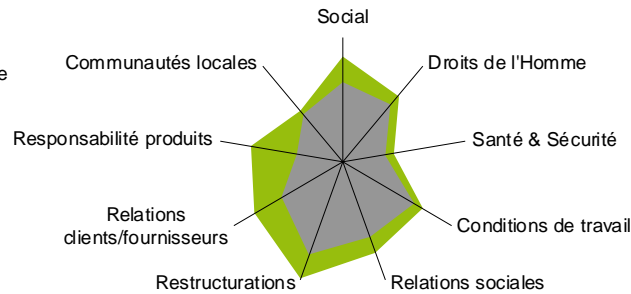 Social
Communautés locales
Droits de l'Homme
e
Responsabilité produits
Santé & Sécurité
Relations
clients/fournisseurs
Conditions de travail
Restructurations
Relations sociales